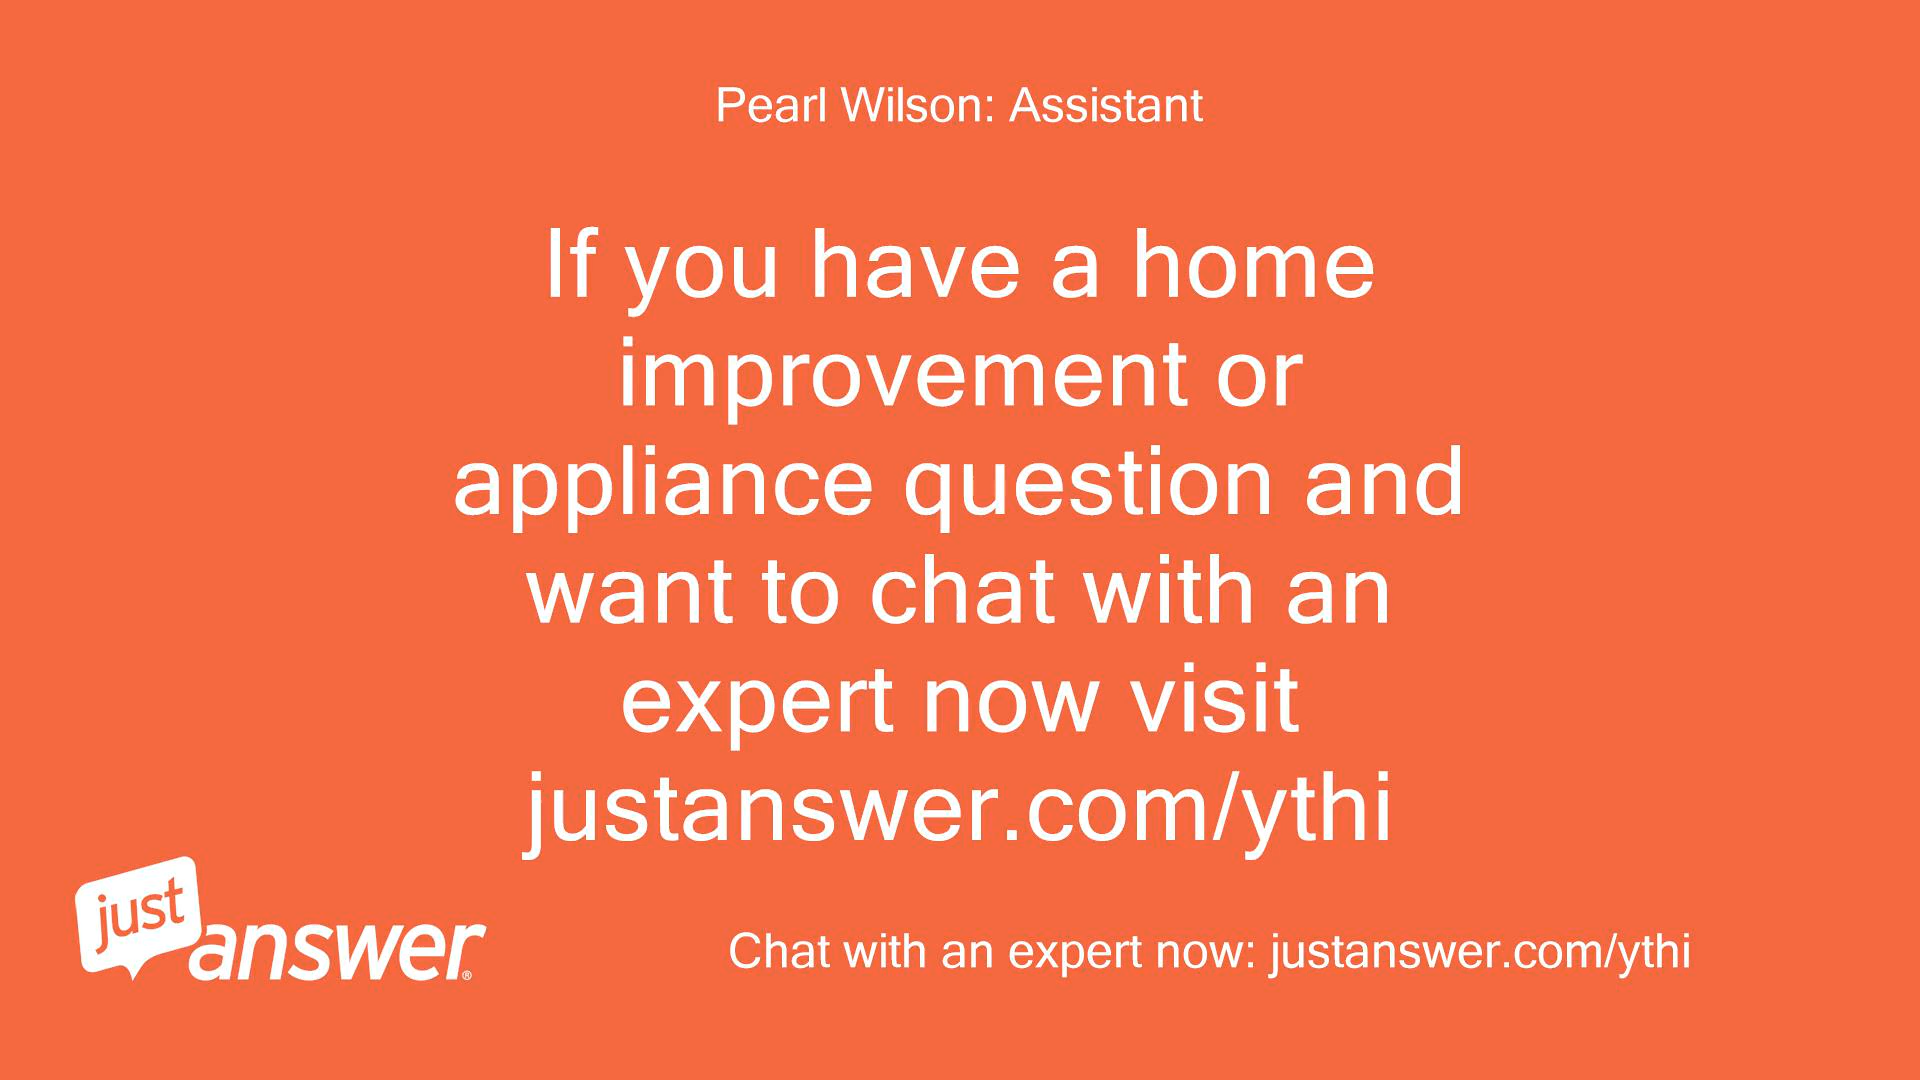 Pearl Wilson: Assistant
If you have a home
improvement or
appliance question and
want to chat with an
expert now visit
justanswer.com/ythi
just
answer®
Chat with an expert now: justanswer.com/ythi